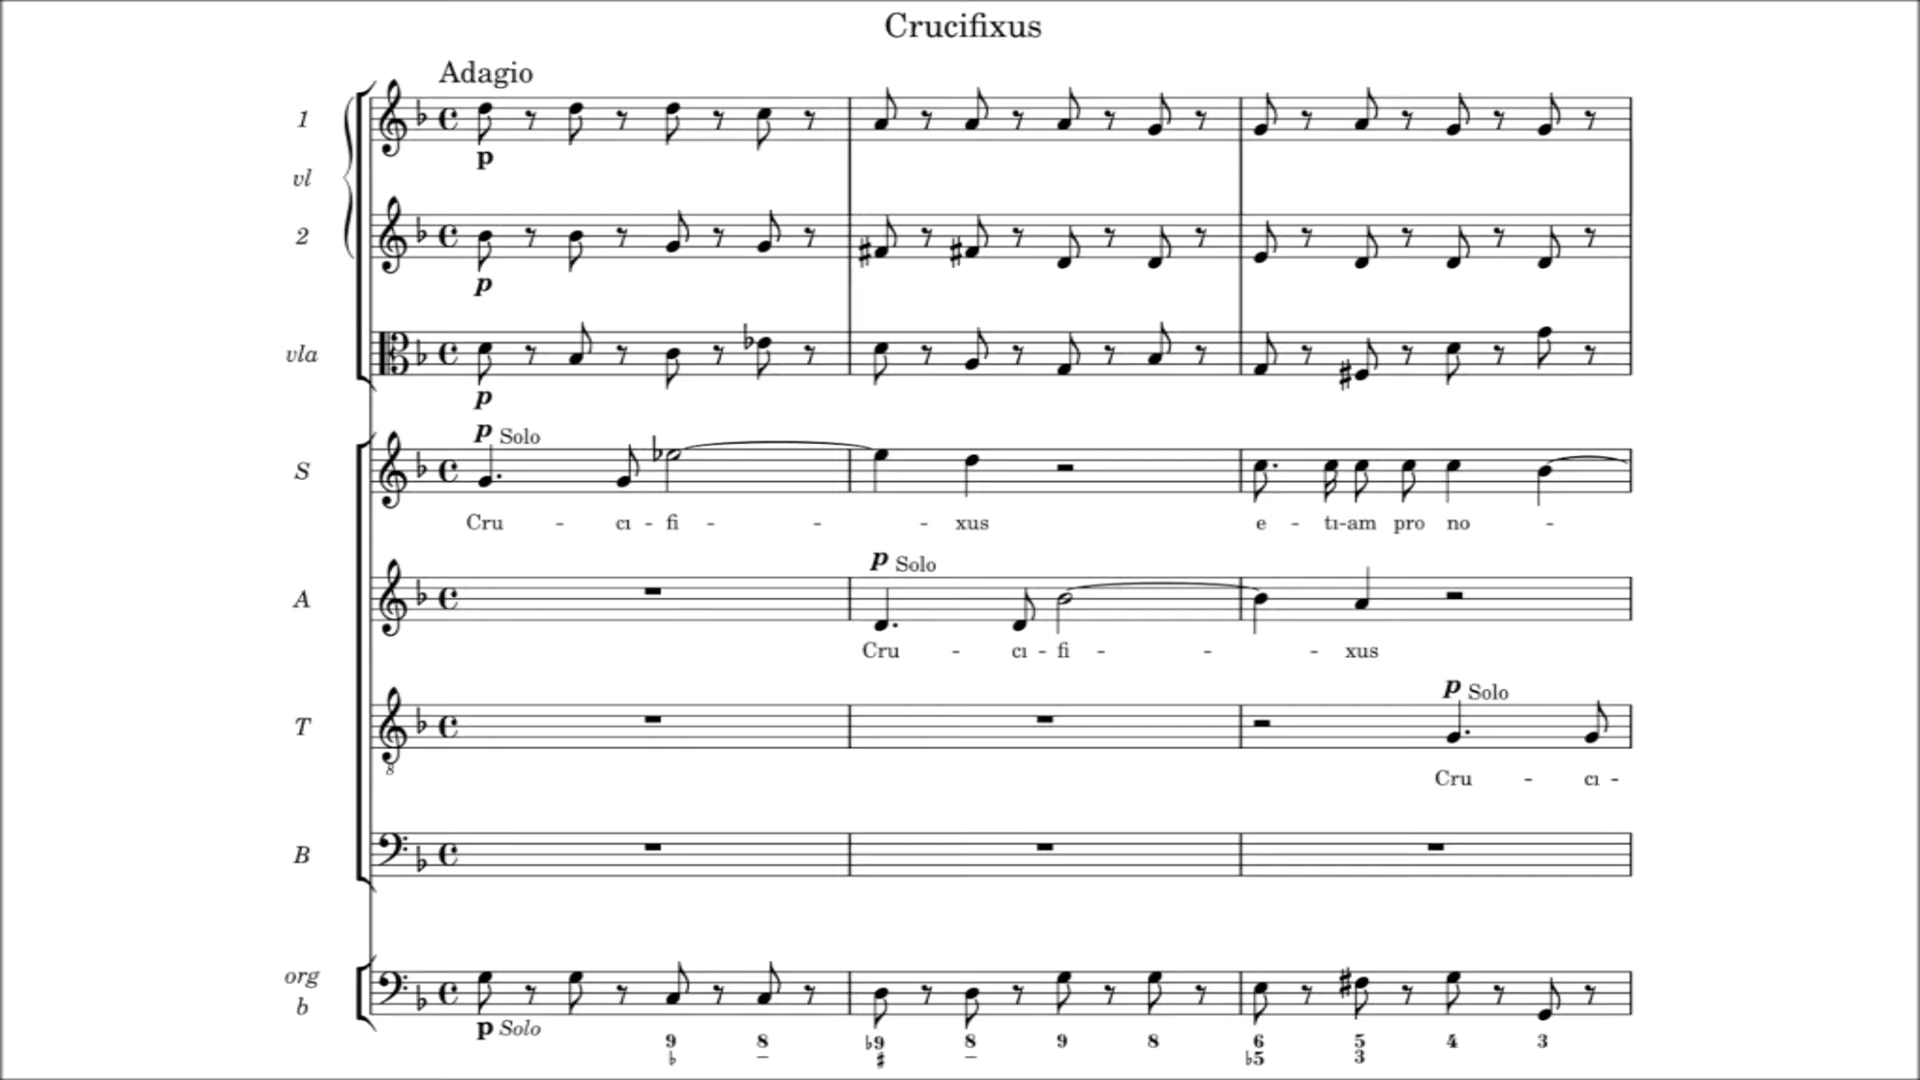 Crucifixus
Adagio
1
p
vl
2
p
vla
p
p Solo
S
Cru - cı - fi - - - xus e - tı-am pro no -
p Solo
A
Cru - cı - fi - - - xus
p Solo
T
8
Cru - cı -
B
org
b
p Solo
9 8 ♭9 8 9 8 6 5 4 3
♭ – ♯ – ♭5 3